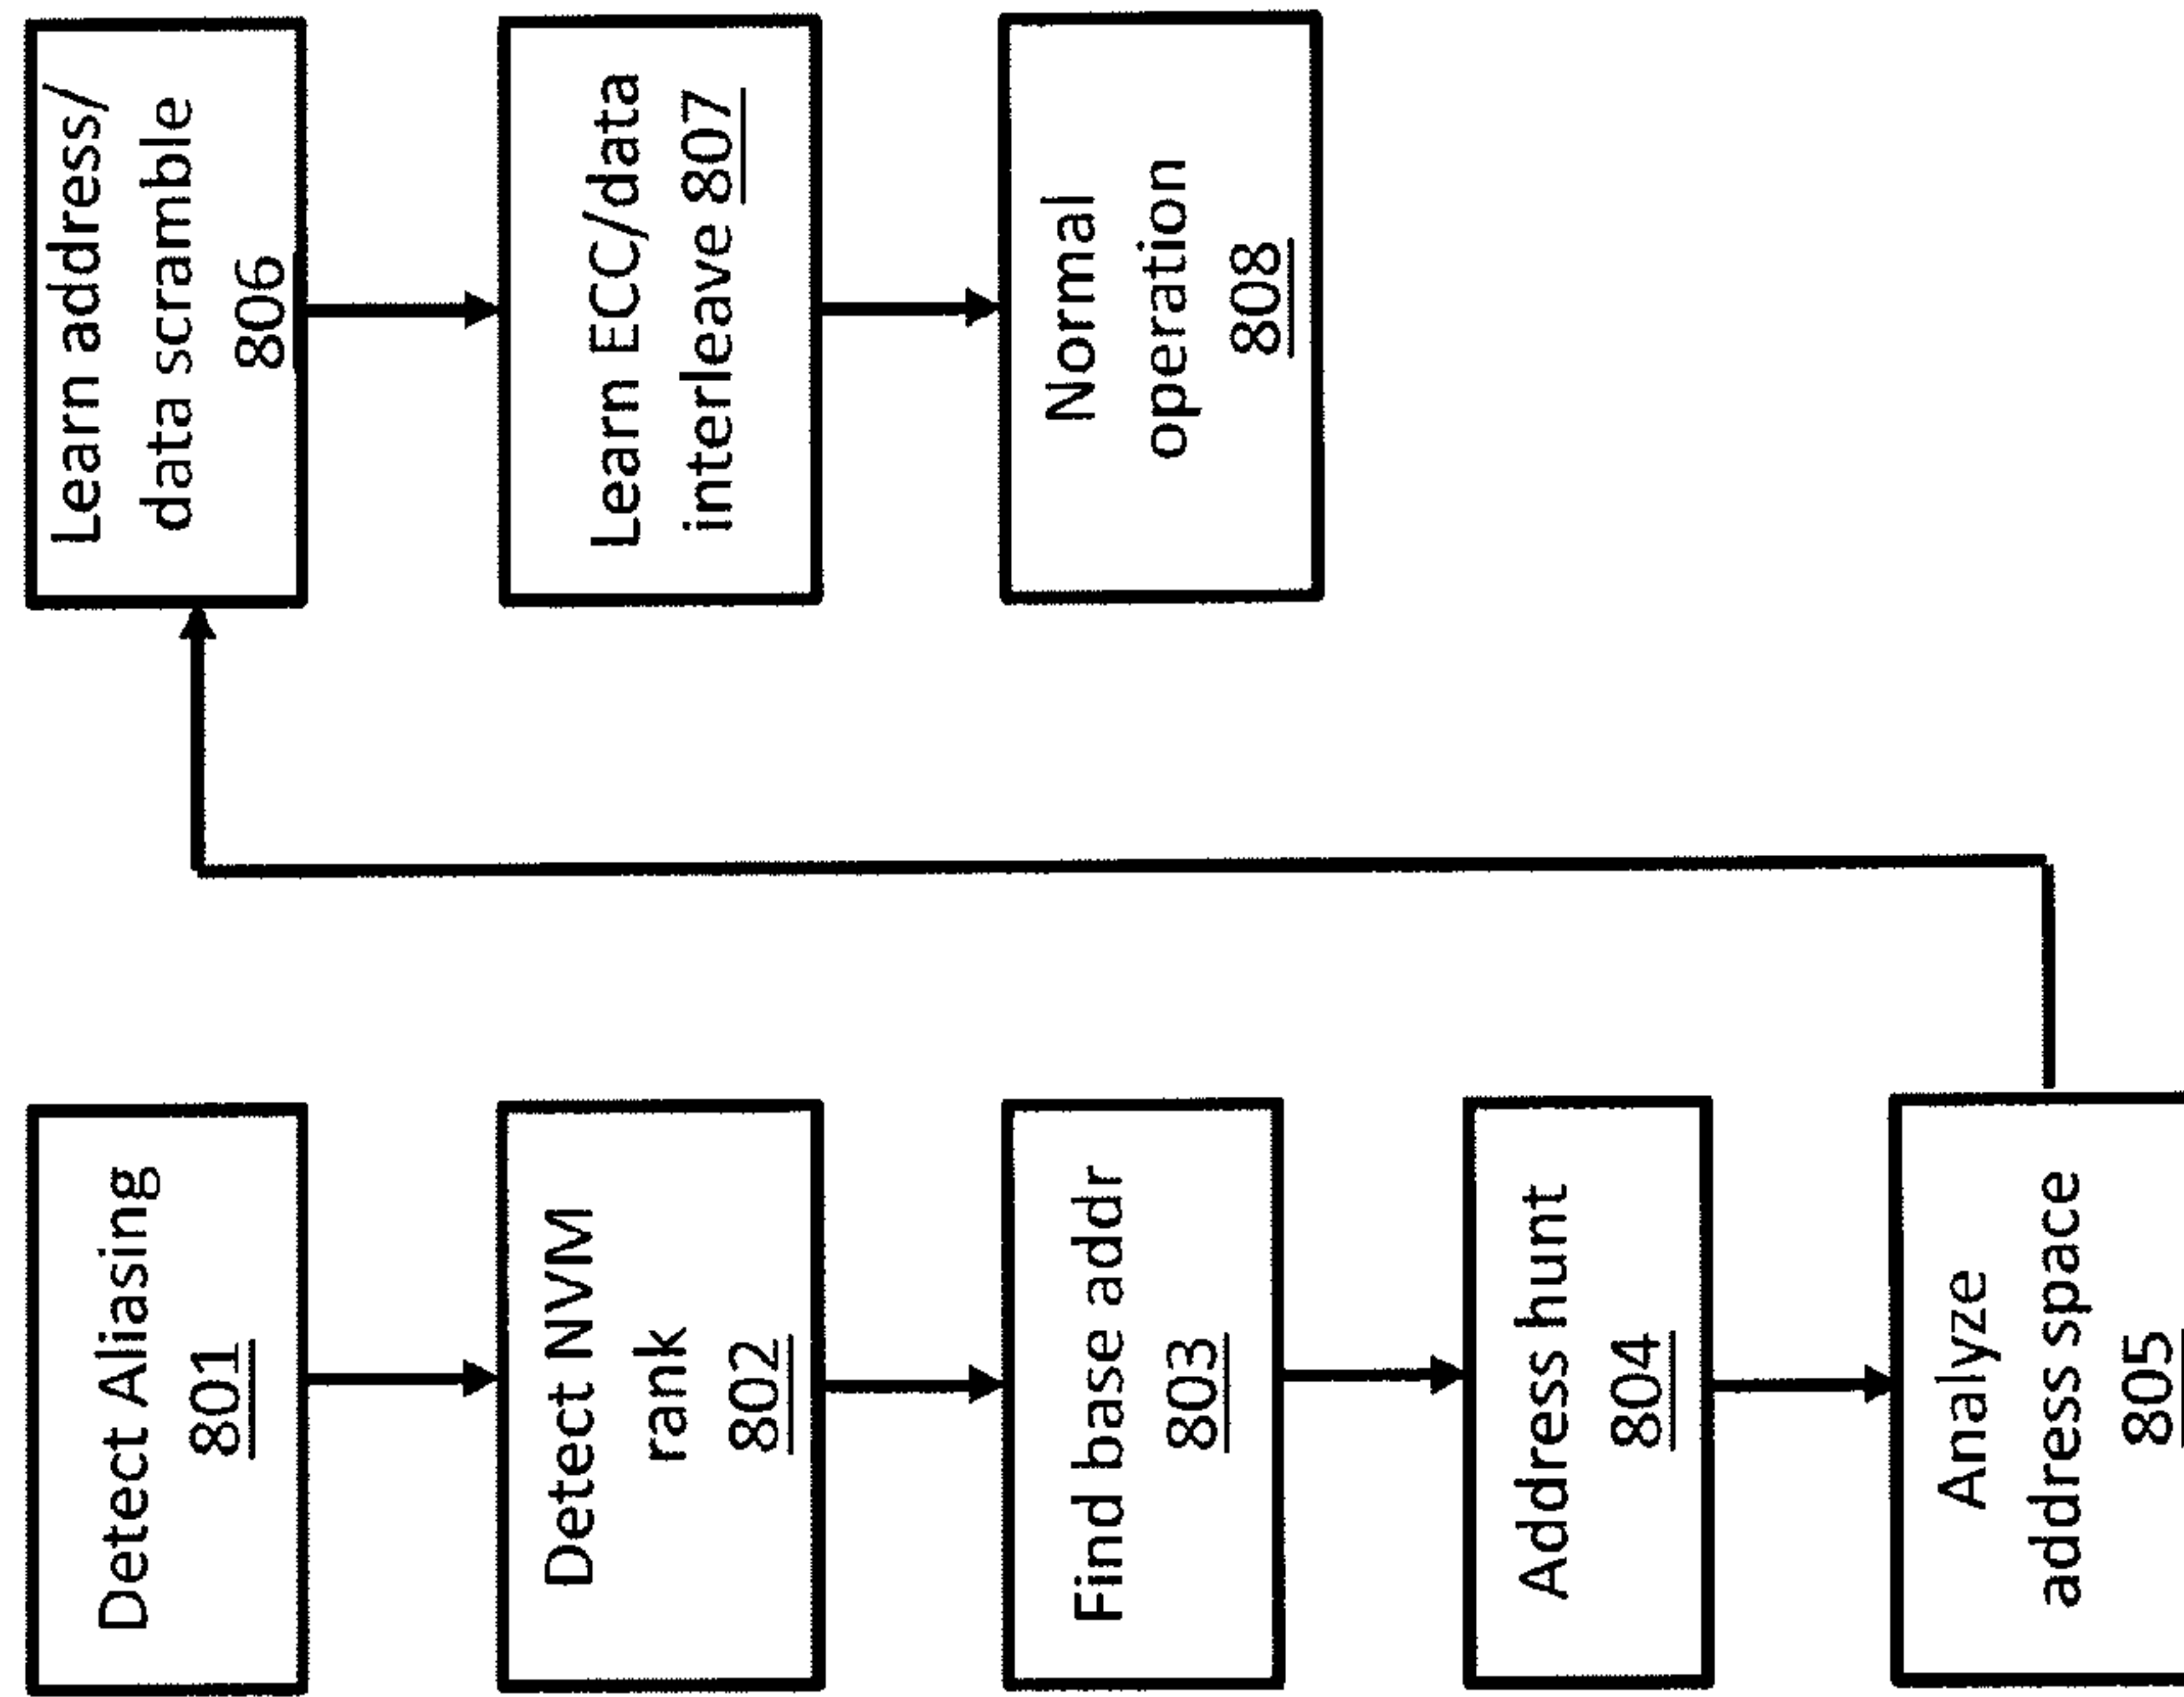 Detect Aliasing
801
Detect NVM
rank
802
Find base addr
803
Address hunt
804
Analyze
address space
805
Learn address/
data scramble
806
Learn ECC/data
interleave 807
Normal
operation
808